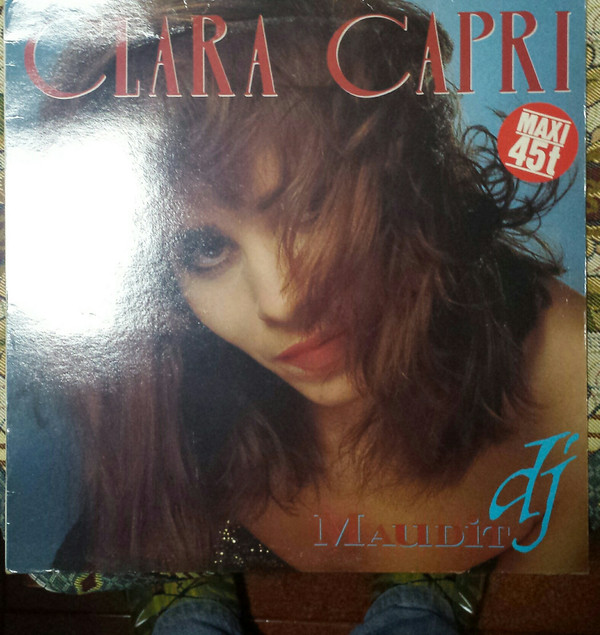 CLARA CAPRI
MAXI
45t
MAUDIT dj